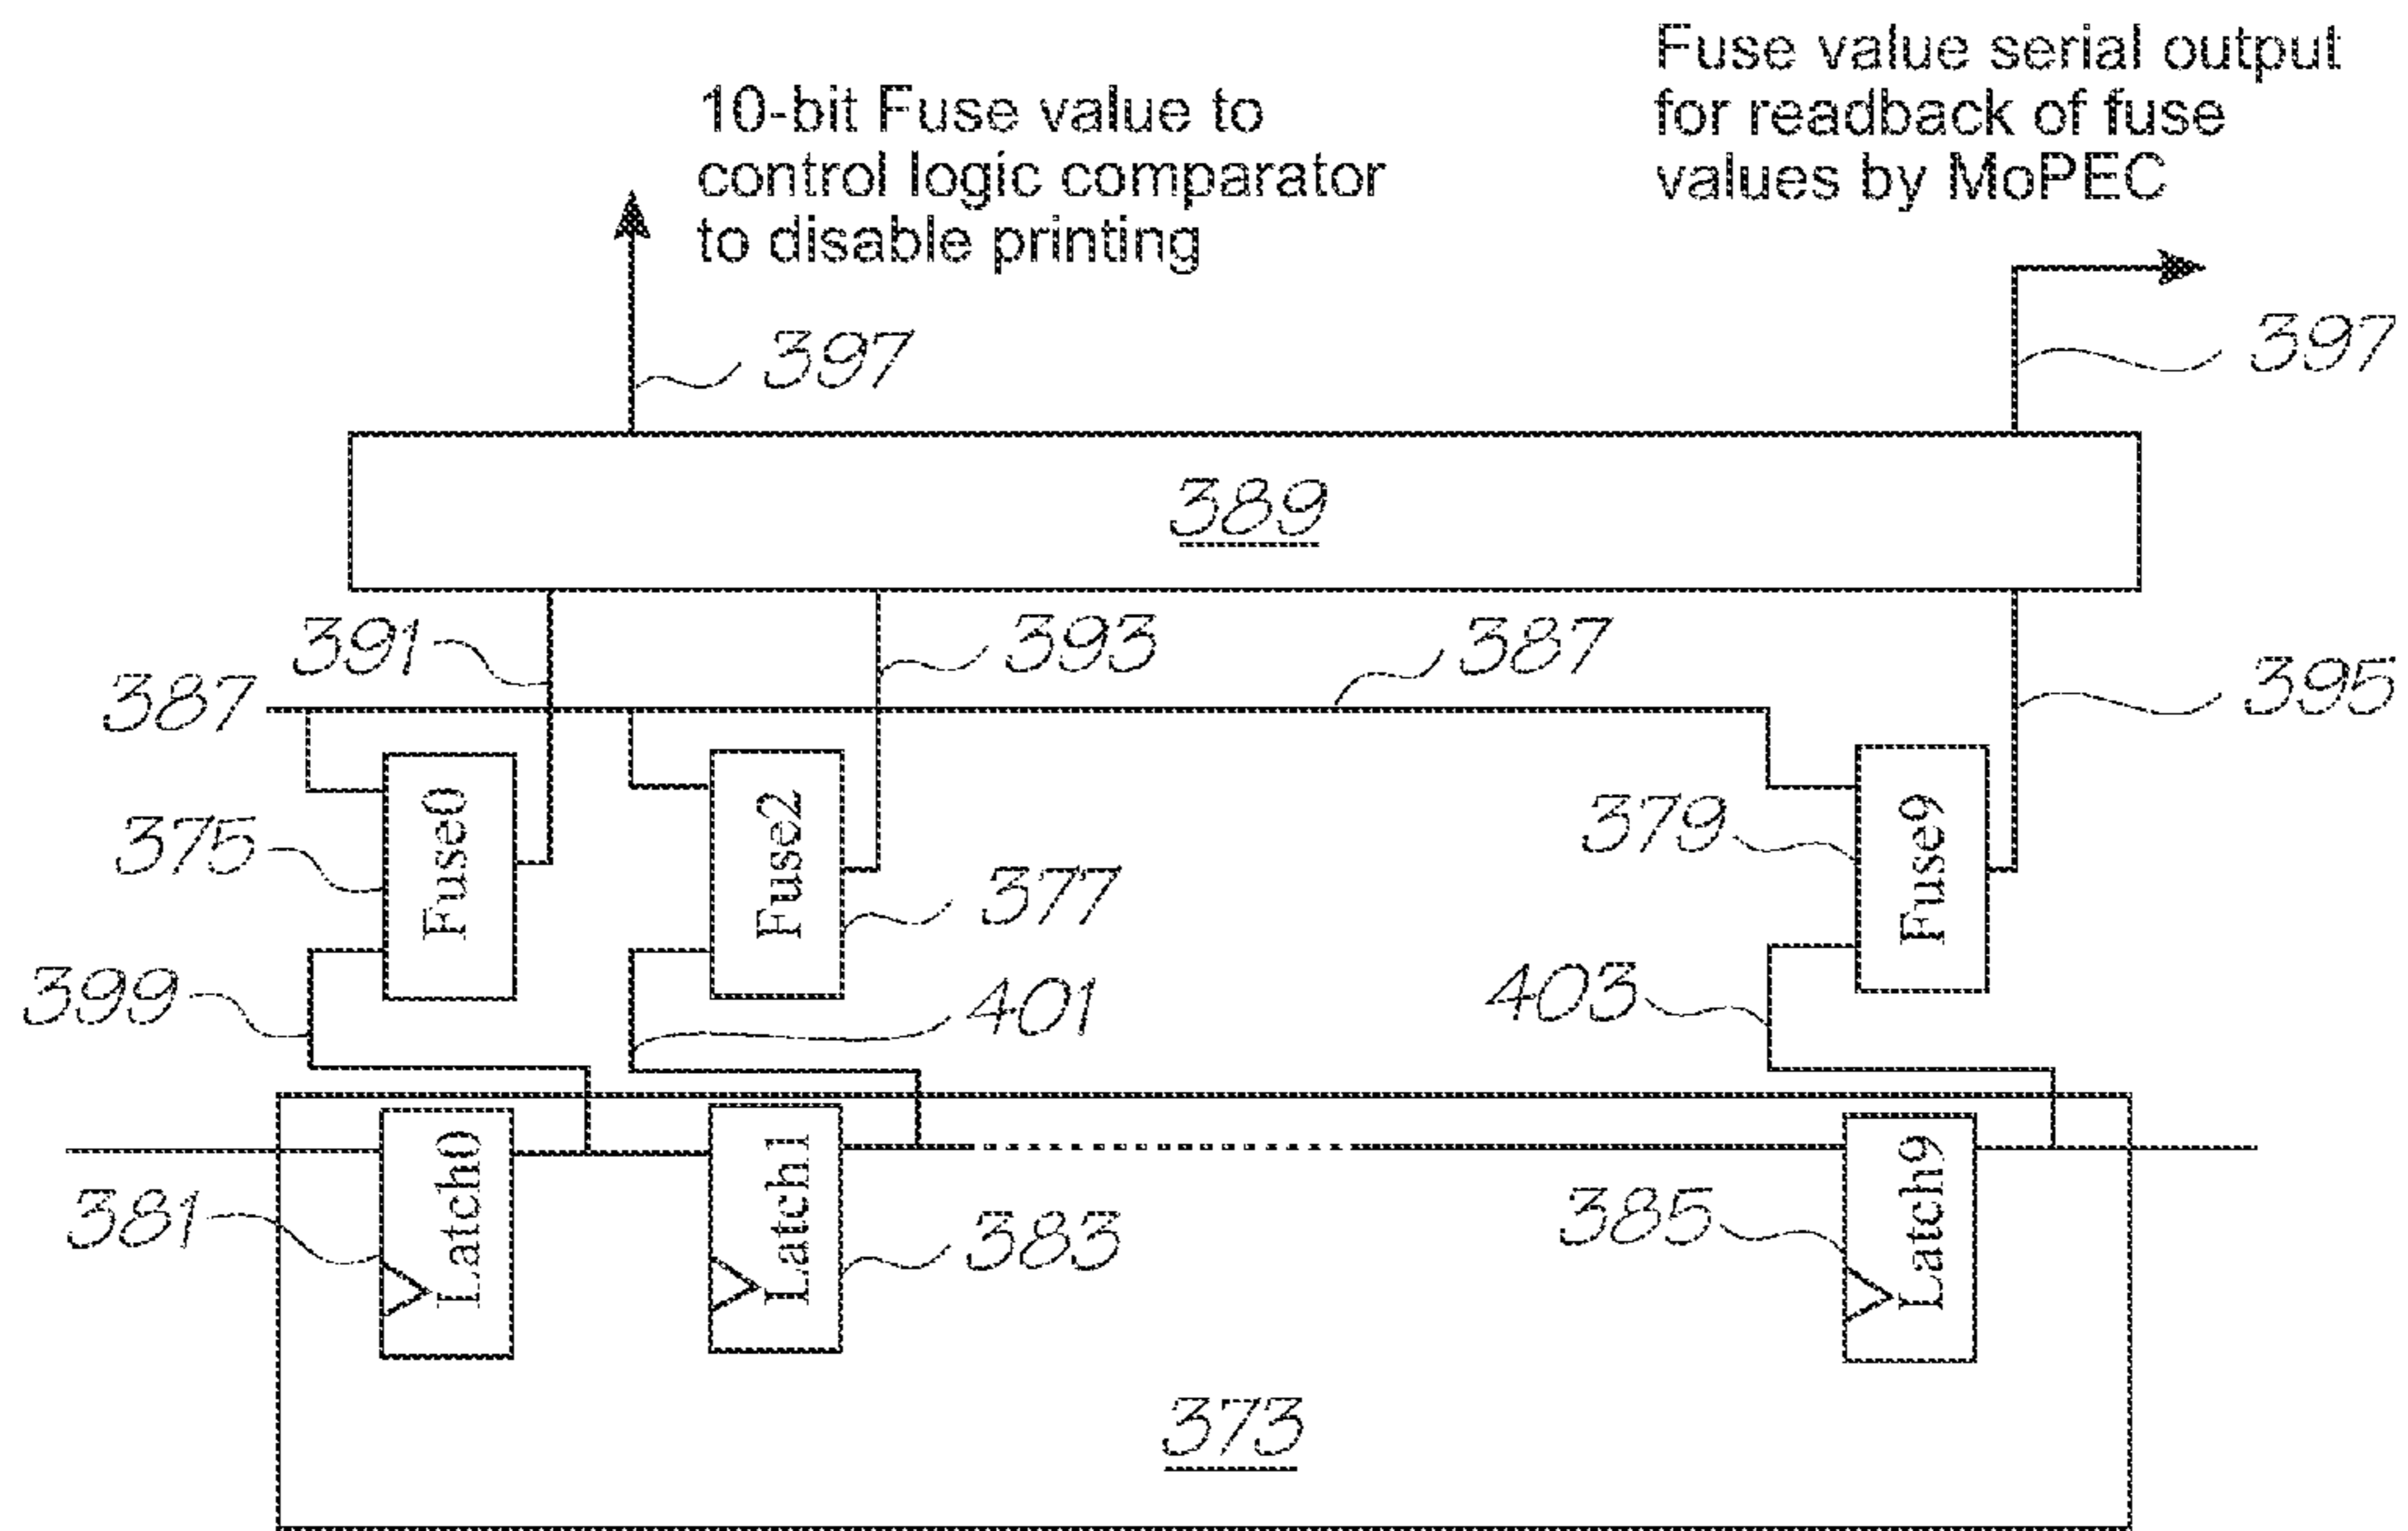 10-bit Fuse value to
control logic comparator
to disable printing
Fuse value serial output
for readback of fuse
values by MoPEC
397
397
389
391
393
387
387
395
375
Fuse0
Fuse2
377
379
Fuse9
399
401
403
381
Latch0
Latch1
383
385
Latch9
373